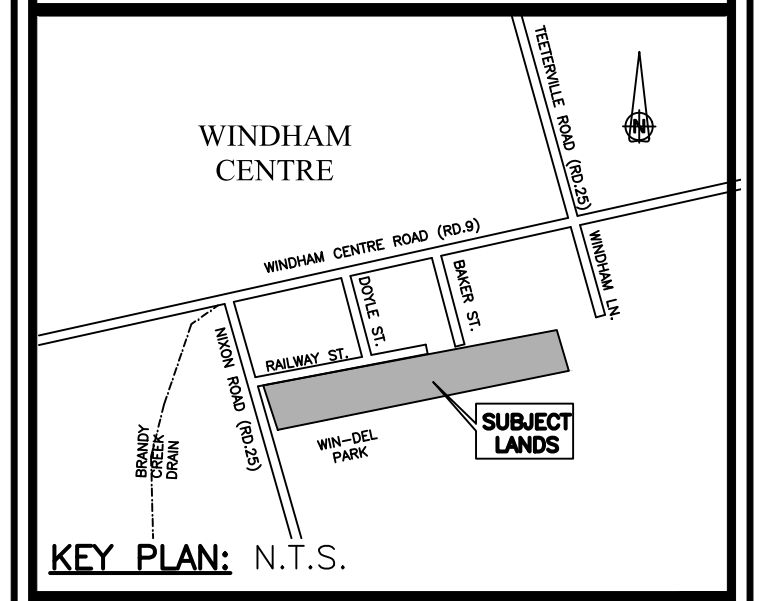 WINDHAM
CENTRE
TEETERVILLE ROAD (RD.25)
N
WINDHAM CENTRE ROAD (RD.9)
WINDHAM LN.
BAKER ST.
DOYLE ST.
RAILWAY ST.
NIXON ROAD (RD.25)
BRANDY
CREEK
DRAIN
WIN-DEL
PARK
SUBJECT
LANDS
KEY PLAN: N.T.S.